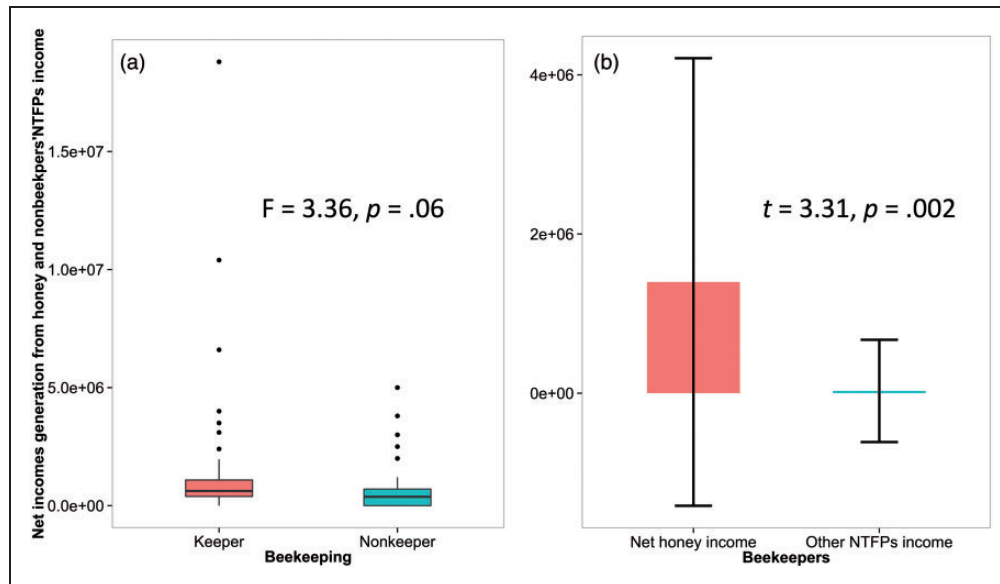 Net incomes generation from honey and nonbeekpers'NTFPs income
(a)
1.5e+07
1.0e+07
5.0e+06
0.0e+00
F = 3.36, p = .06
Keeper
Nonkeeper
Beekeeping
(b)
4e+06
2e+06
0e+00
t = 3.31, p = .002
Net honey income
Other NTFPs income
Beekeepers